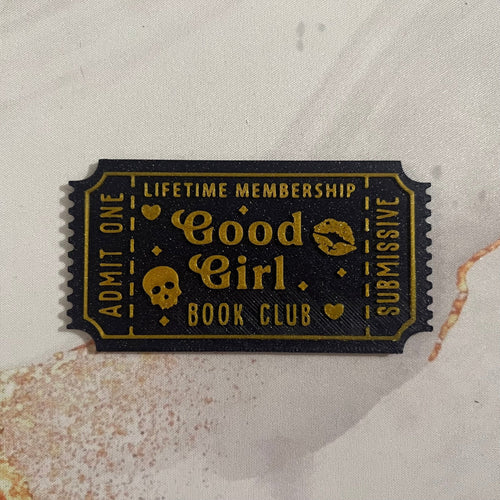 LIFETIME MEMBERSHIP
ADMIT ONE
Good
Girl
BOOK CLUB
SUBMISSIVE